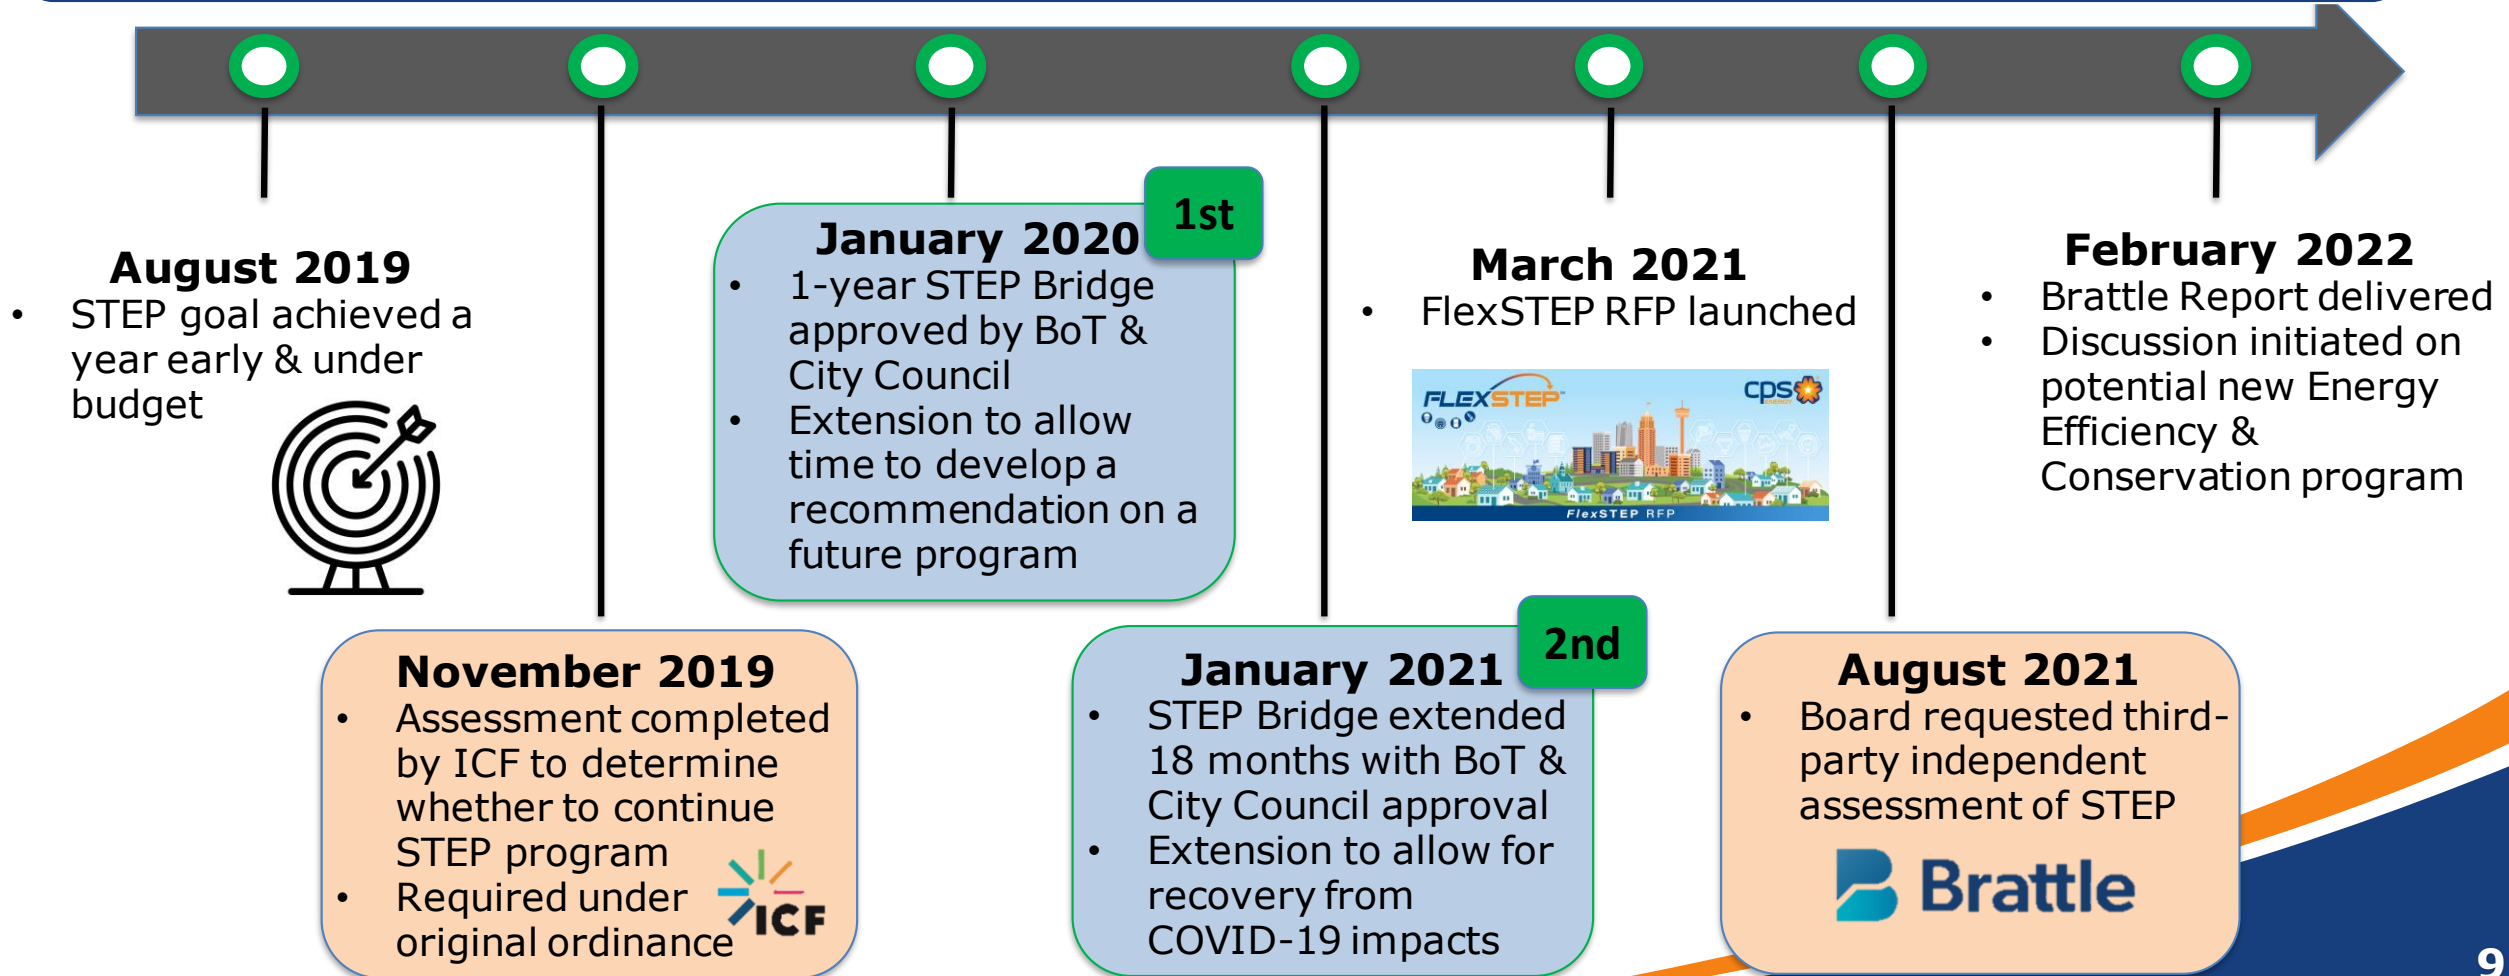 August 2019
• STEP goal achieved a
year early & under
budget
November 2019
• Assessment completed
by ICF to determine
whether to continue
STEP program
• Required under
original ordinance
ICF
1st
January 2020
• 1-year STEP Bridge
approved by BoT &
City Council
• Extension to allow
time to develop a
recommendation on a
future program
2nd
January 2021
• STEP Bridge extended
18 months with BoT &
City Council approval
• Extension to allow for
recovery from
COVID-19 impacts
March 2021
• FlexSTEP RFP launched
FLEXSTEP™
cps
ENERGY
FlexSTEP RFP
August 2021
• Board requested third-
party independent
assessment of STEP
Brattle
February 2022
• Brattle Report delivered
• Discussion initiated on
potential new Energy
Efficiency &
Conservation program
9